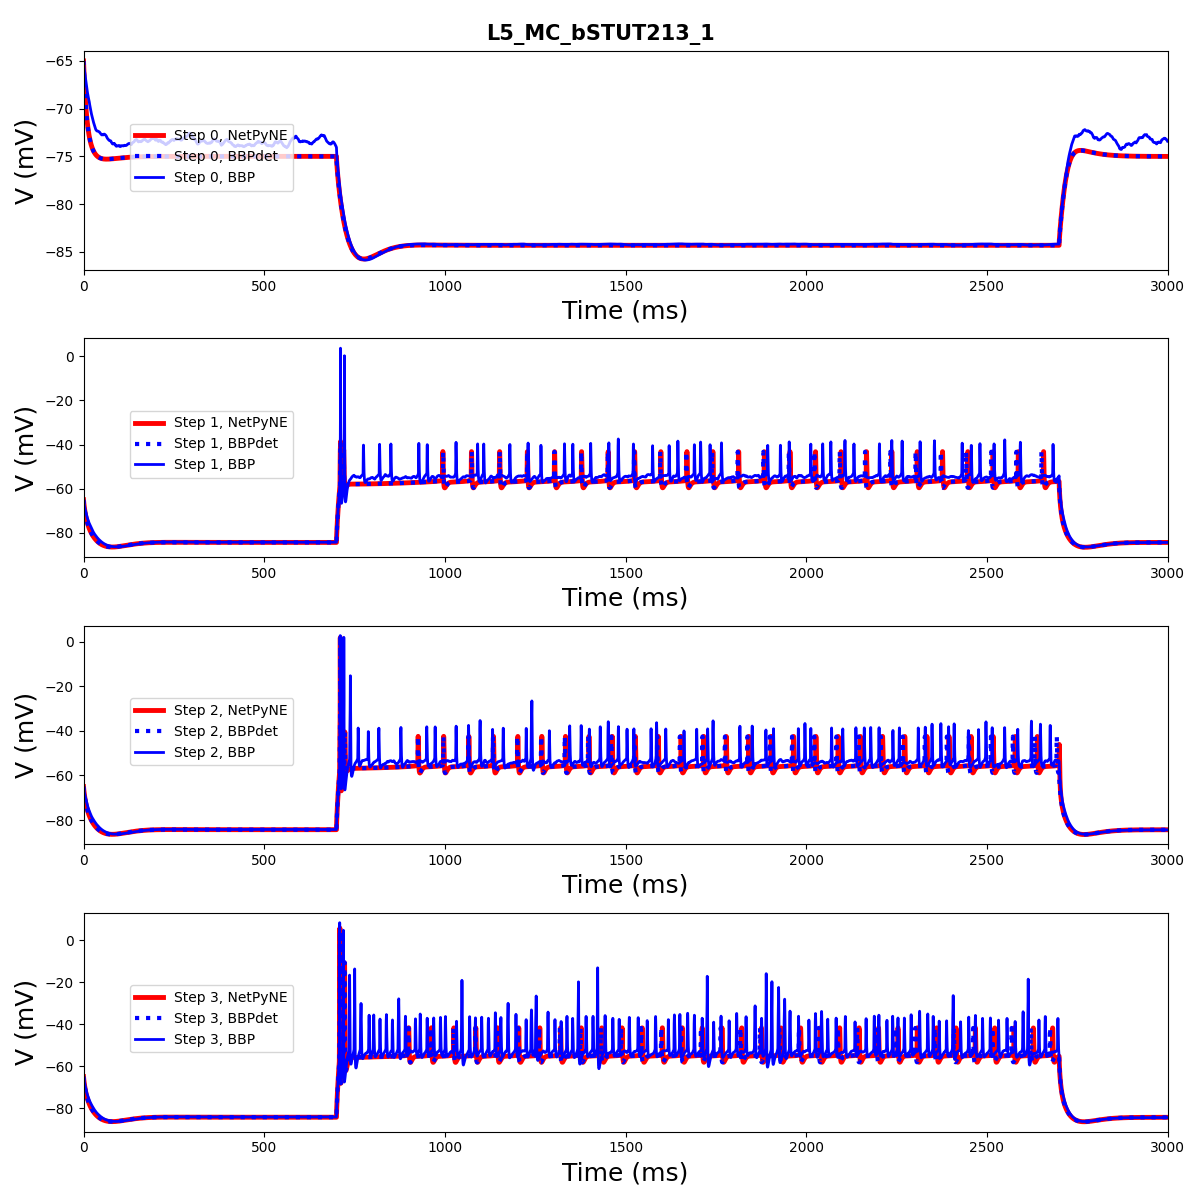 L5_MC_bSTUT213_1
−65
−70
−75
−80
−85
V (mV)
Step 0, NetPyNE
Step 0, BBPdet
Step 0, BBP
0 500 1000 1500 2000 2500 3000
Time (ms)
0
−20
−40
−60
−80
V (mV)
Step 1, NetPyNE
Step 1, BBPdet
Step 1, BBP
0 500 1000 1500 2000 2500 3000
Time (ms)
0
−20
−40
−60
−80
V (mV)
Step 2, NetPyNE
Step 2, BBPdet
Step 2, BBP
0 500 1000 1500 2000 2500 3000
Time (ms)
0
−20
−40
−60
−80
V (mV)
Step 3, NetPyNE
Step 3, BBPdet
Step 3, BBP
0 500 1000 1500 2000 2500 3000
Time (ms)